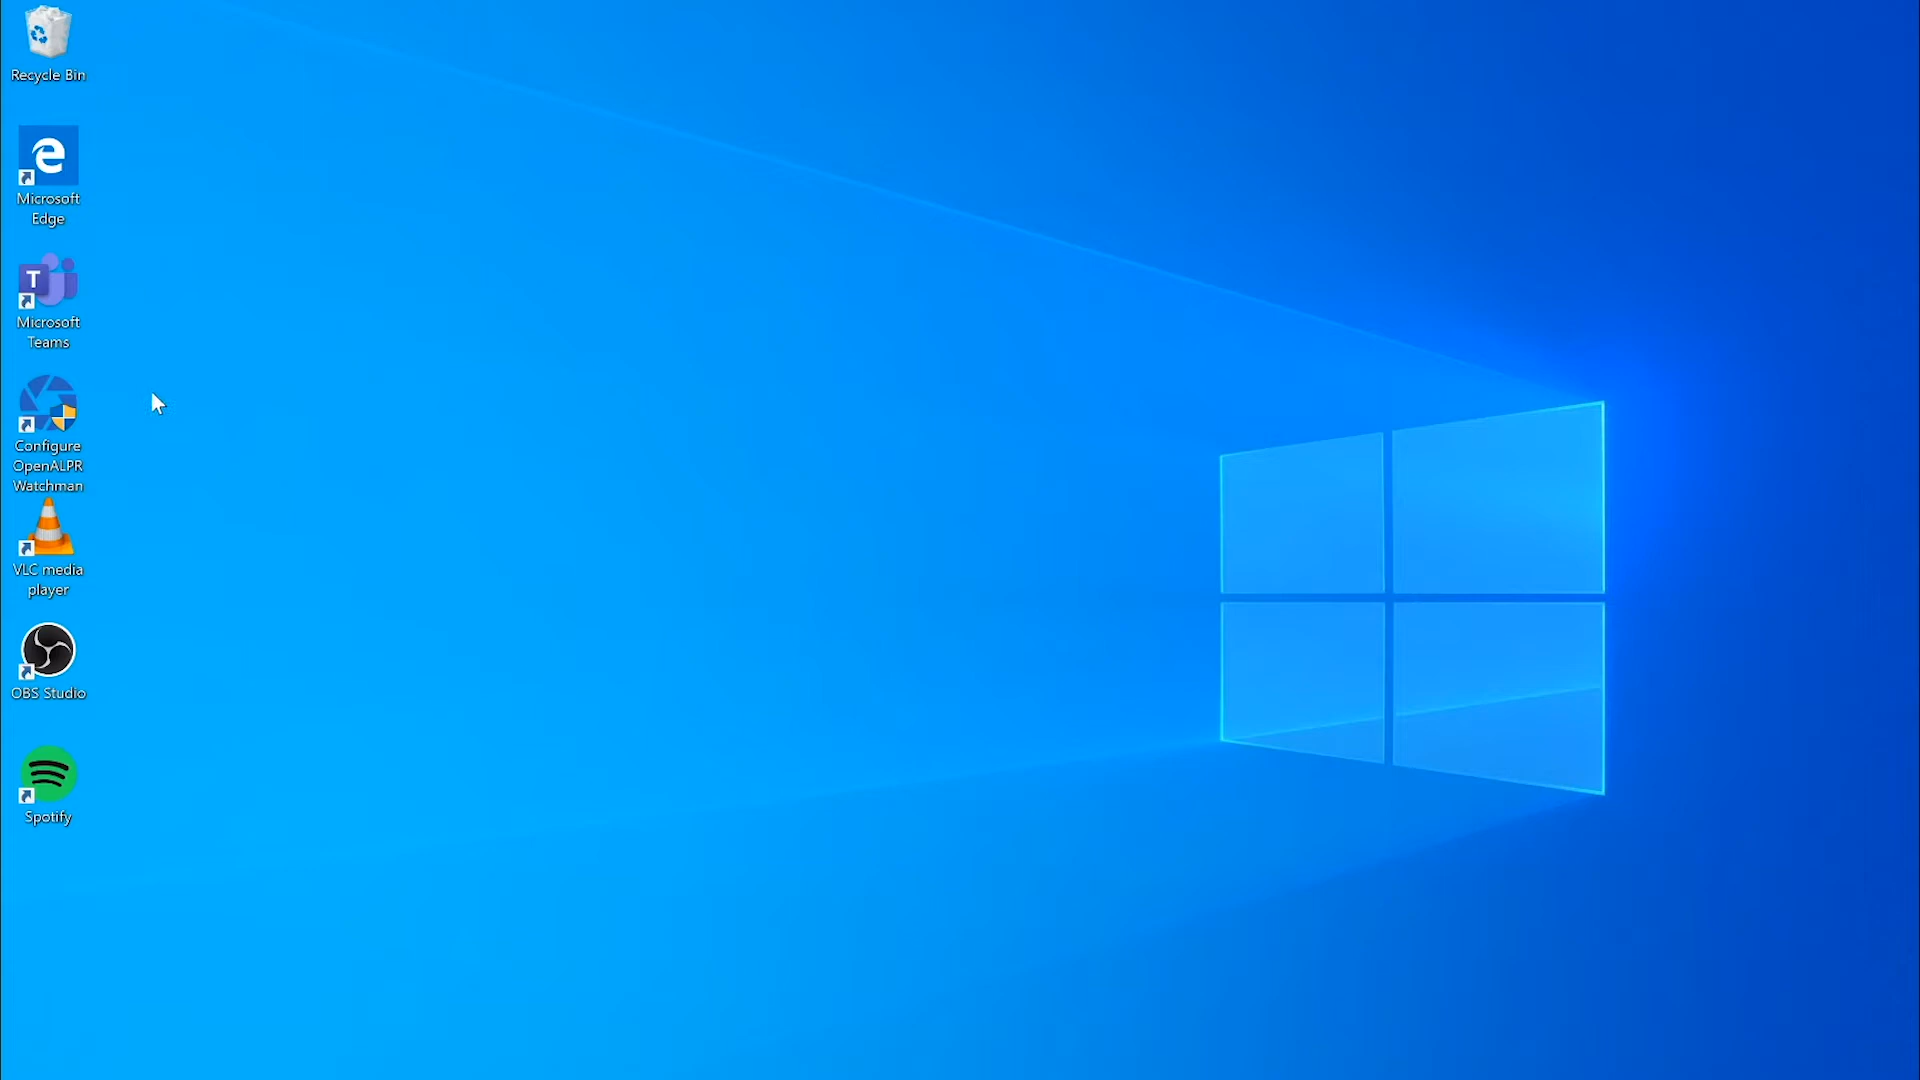 Recycle Bin
Microsoft
Edge
T
Microsoft
Teams
Configure
OpenALPR
Watchman
VLC media
player
OBS Studio
Spotify